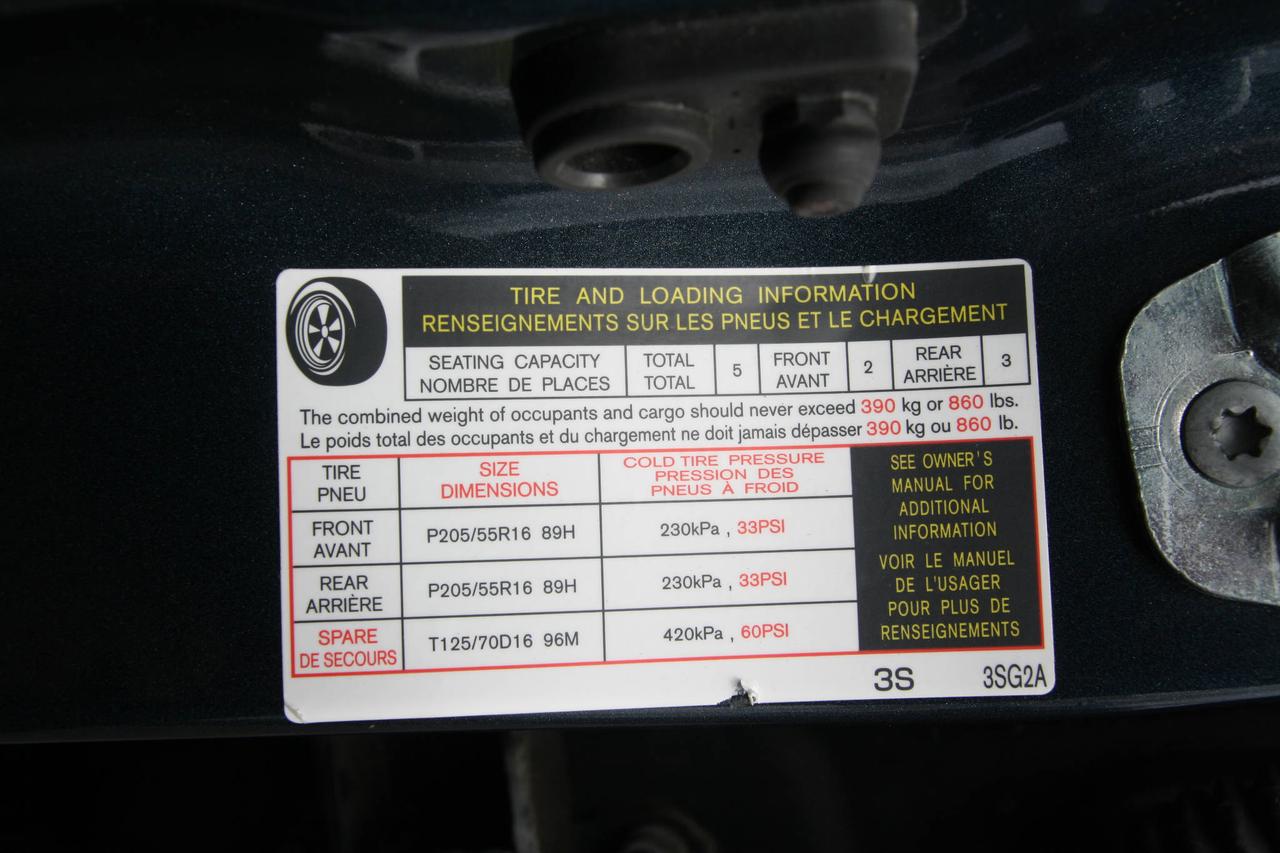 TIRE AND LOADING INFORMATION
RENSEIGNEMENTS SUR LES PNEUS ET LE CHARGEMENT
SEATING CAPACITY TOTAL 5 FRONT 2 REAR 3
NOMBRE DE PLACES TOTAL AVANT ARRIÈRE
The combined weight of occupants and cargo should never exceed 390 kg or 860 lbs.
Le poids total des occupants et du chargement ne doit jamais dépasser 390 kg ou 860 lb.
TIRE SIZE COLD TIRE PRESSURE
PNEU DIMENSIONS PRESSION DES
PNEUS À FROID
FRONT
AVANT P205/55R16 89H 230kPa , 33PSI
REAR
ARRIÈRE P205/55R16 89H 230kPa , 33PSI
SPARE
DE SECOURS T125/70D16 96M 420kPa , 60PSI
SEE OWNER'S
MANUAL FOR
ADDITIONAL
INFORMATION
VOIR LE MANUEL
DE L'USAGER
POUR PLUS DE
RENSEIGNEMENTS
3S 3SG2A